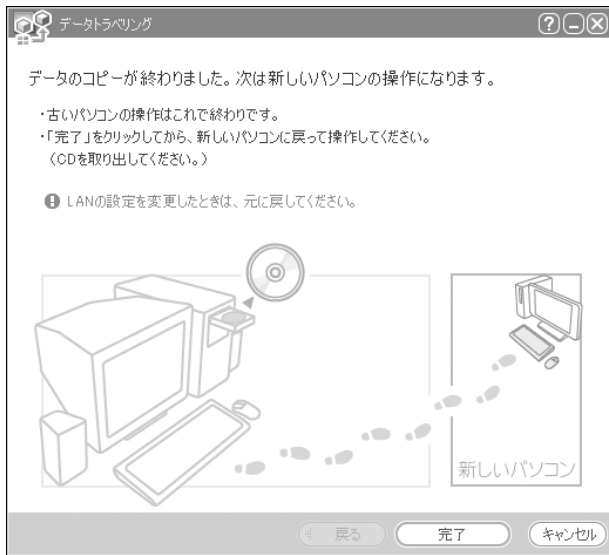 データトラベリング
データのコピーが終わりました。次は新しいパソコンの操作になります。
・古いパソコンの操作はこれで終わりです。
・「完了」をクリックしてから、新しいパソコンに戻って操作してください。
（CDを取り出してください。）
LANの設定を変更したときは、元に戻してください。
新しいパソコン
戻る
完了
キャンセル